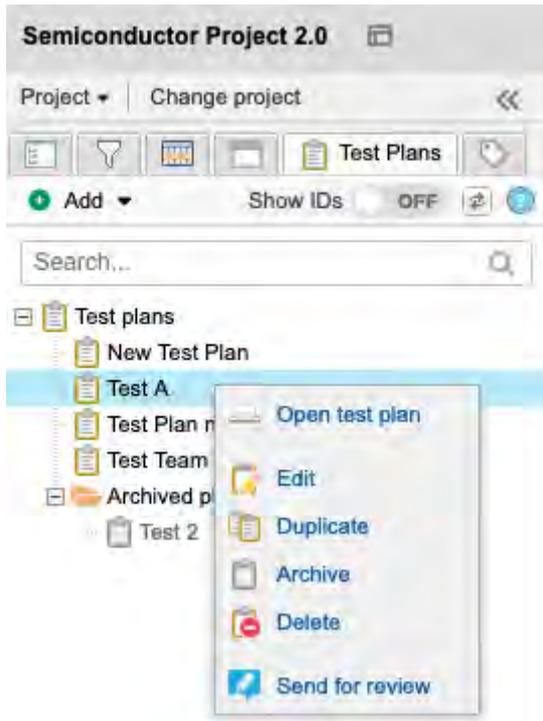 Semiconductor Project 2.0
Project Change project
Test Plans
Add Show IDs OFF
Search...
Test plans
New Test Plan
Test A
Open test plan
Test Plan
Test Team
Edit
Archived
Duplicate
Test 2
Archive
Delete
Send for review